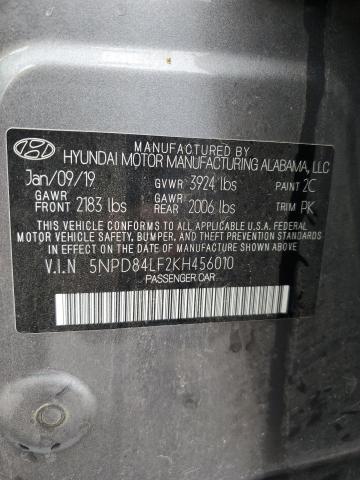 MANUFACTURED BY
HYUNDAI MOTOR MANUFACTURING ALABAMA, LLC
Jan/09/19 GVWR 3924 lbs PAINT 2C
GAWR FRONT 2183 lbs GAWR REAR 2006 lbs TRIM PK
THIS VEHICLE CONFORMS TO ALL APPLICABLE U.S. FEDERAL
MOTOR VEHICLE SAFETY, BUMPER, AND THEFT PREVENTION
STANDARDS IN EFFECT ON THE DATE OF MANUFACTURE SHOWN ABOVE.
V.I.N 5NPD84LF2KH456010
PASSENGER CAR